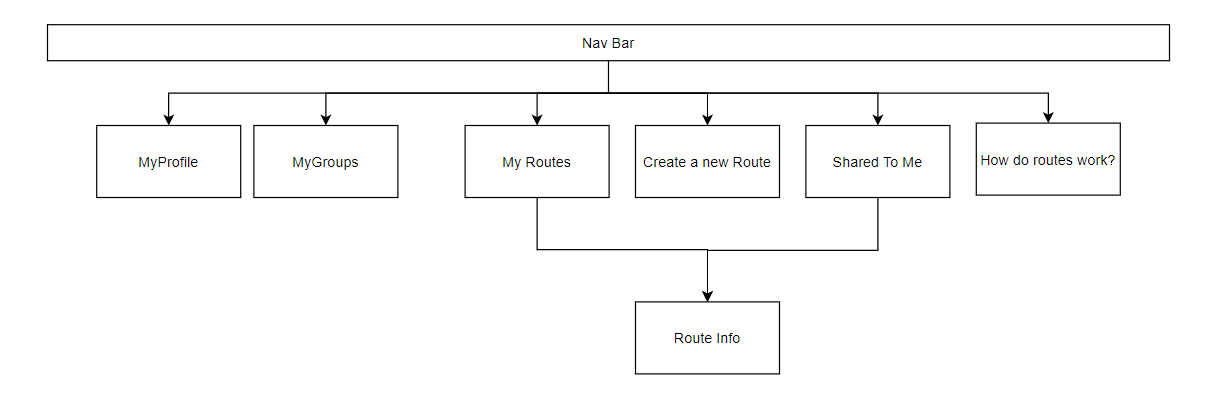 Nav Bar
MyProfile
MyGroups
My Routes
Create a new Route
Shared To Me
How do routes work?
Route Info